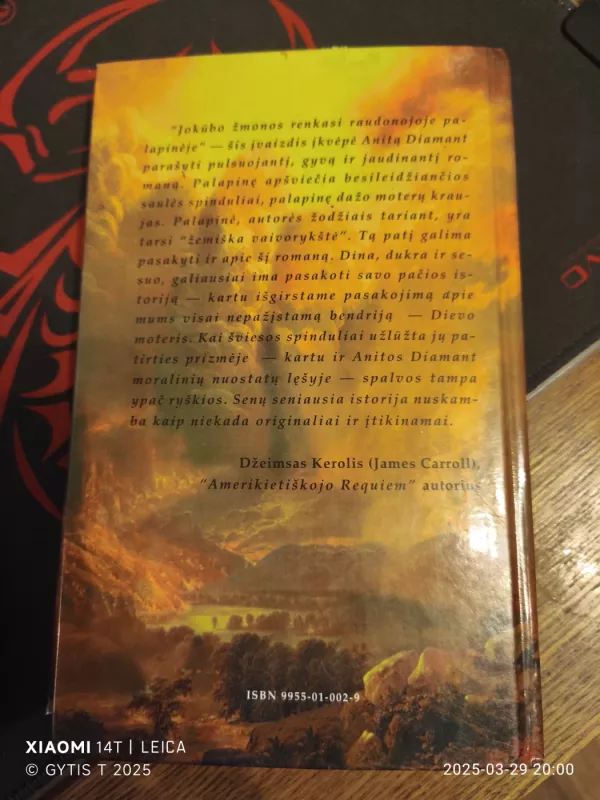 "Jokūbo žmonos renkasi raudonojoje pa-
lapinėje" — šis įvaizdis įkvėpė Anitą Diamant
parašyti pulsuojantį, gyvą ir jaudinantį ro-
maną. Palapinę apšviečia besileidžiančios
saulės spinduliai, palapinę dažo moterų krau-
jas. Palapinė, autorės žodžiais tariant, yra
tarsi "žemiška vaivorykštė". Tą patį galima
pasakyti ir apie šį romaną. Dina, dukra ir se-
suo, galiausiai ima pasakoti savo pačios is-
toriją — kartu išgirstame pasakojimą apie
mums visai nepažįstamą bendriją — Dievo
moteris. Kai šviesos spinduliai užlūžta jų pa-
tirties prizmėje — kartu ir Anitos Diamant
moralinių nuostatų lęšyje — spalvos tampa
ypač ryškios. Senų seniausia istorija nuskam-
ba kaip niekada originaliai ir įtikinamai.
Džeimsas Kerolis (James Carroll),
"Amerikietiškojo Requiem" autorius
ISBN 9955-01-002-9
XIAOMI 14T | LEICA
© GYTIS T 2025
2025-03-29 20:00